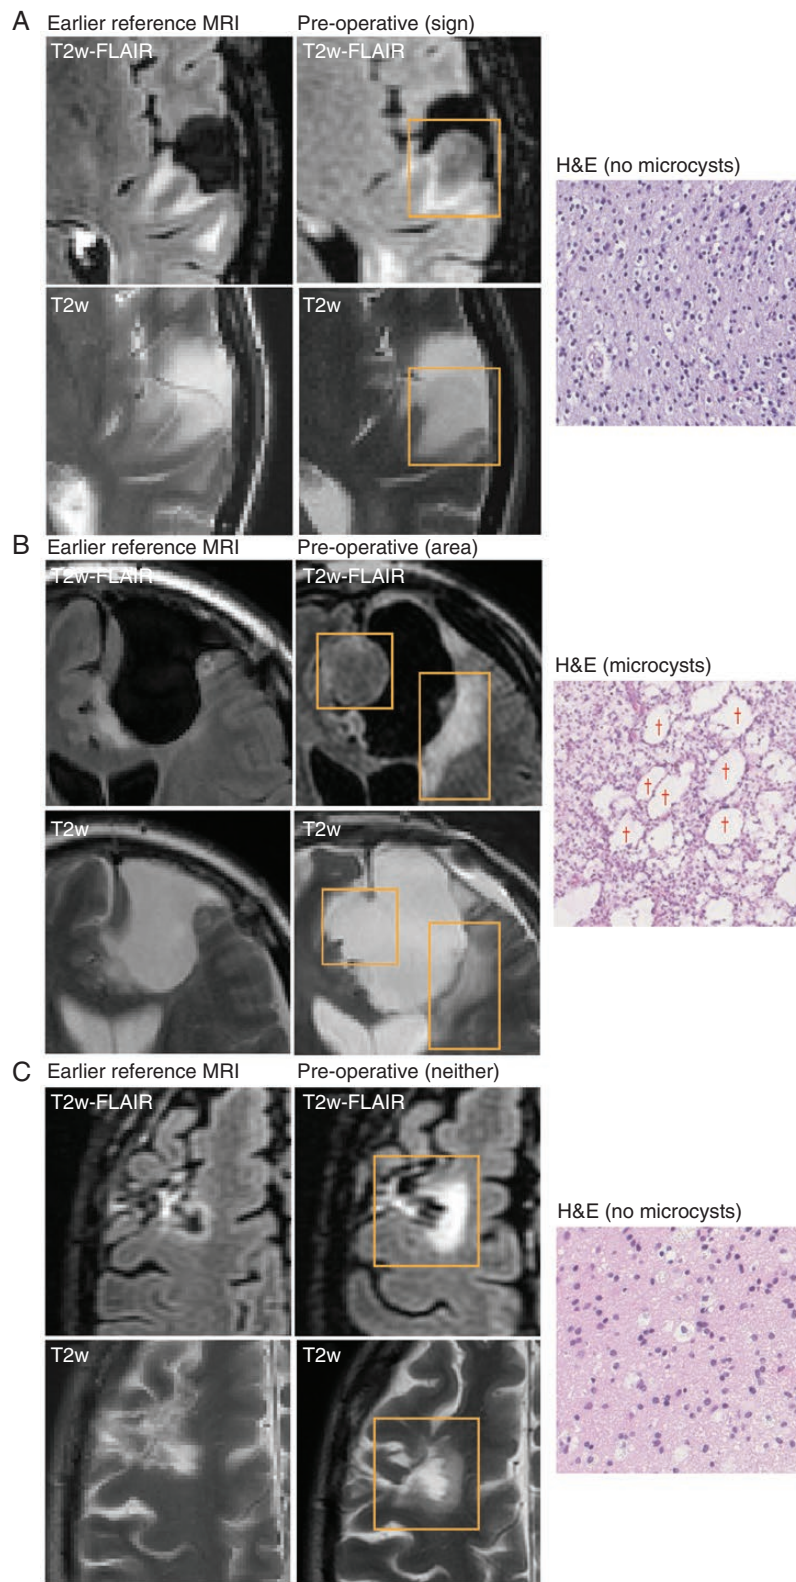 A Earlier reference MRI Pre-operative (sign)
T2w-FLAIR T2w-FLAIR
H&E (no microcysts)
T2w T2w
B Earlier reference MRI Pre-operative (area)
T2w-FLAIR T2w-FLAIR
H&E (microcysts)
† †
† † †
† †
T2w T2w
C Earlier reference MRI Pre-operative (neither)
T2w-FLAIR T2w-FLAIR
H&E (no microcysts)
T2w T2w